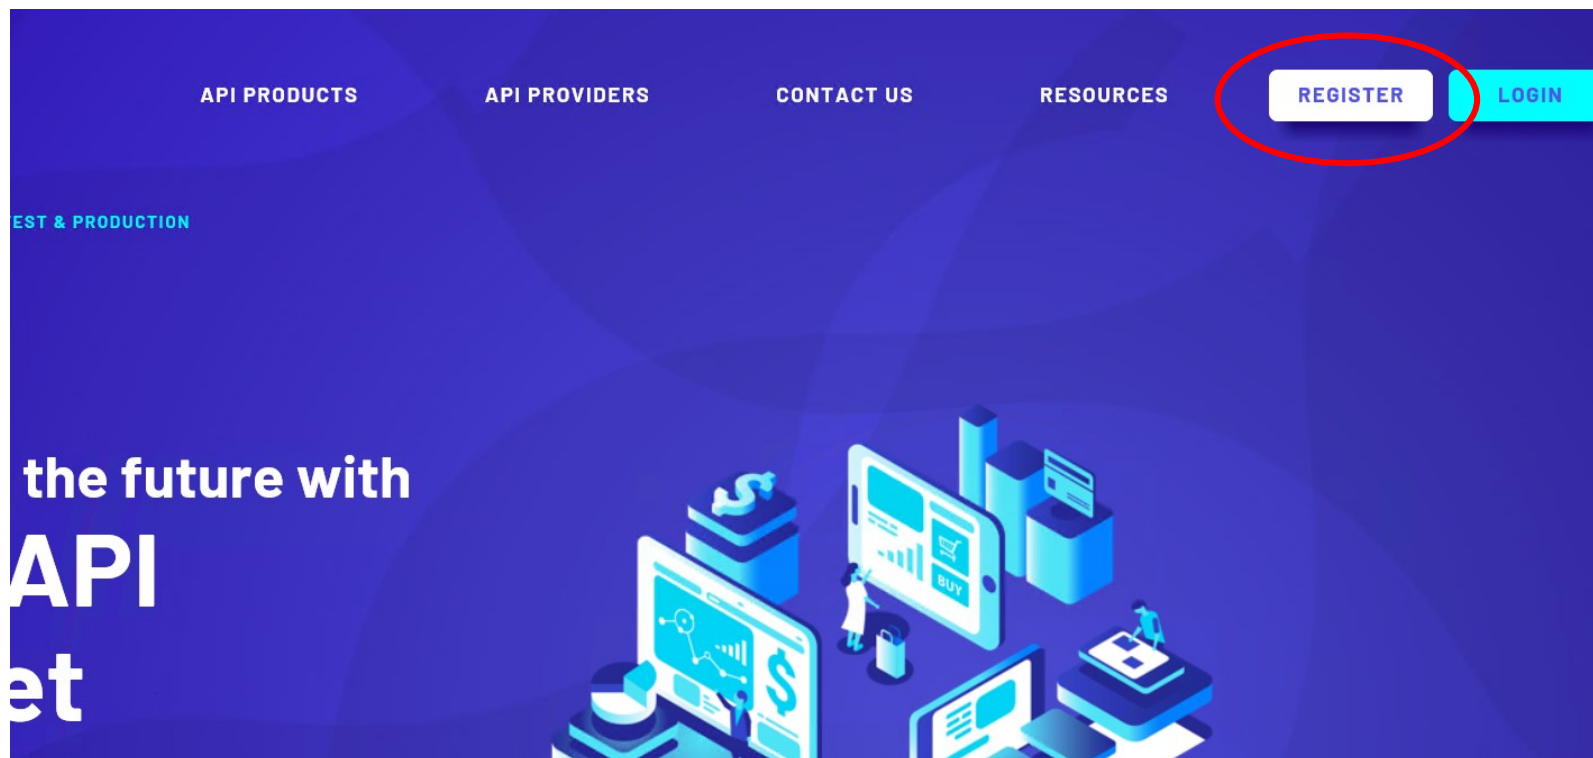 API PRODUCTS API PROVIDERS CONTACT US RESOURCES REGISTER LOGIN
EST & PRODUCTION
the future with
API
et
$
BUY
$